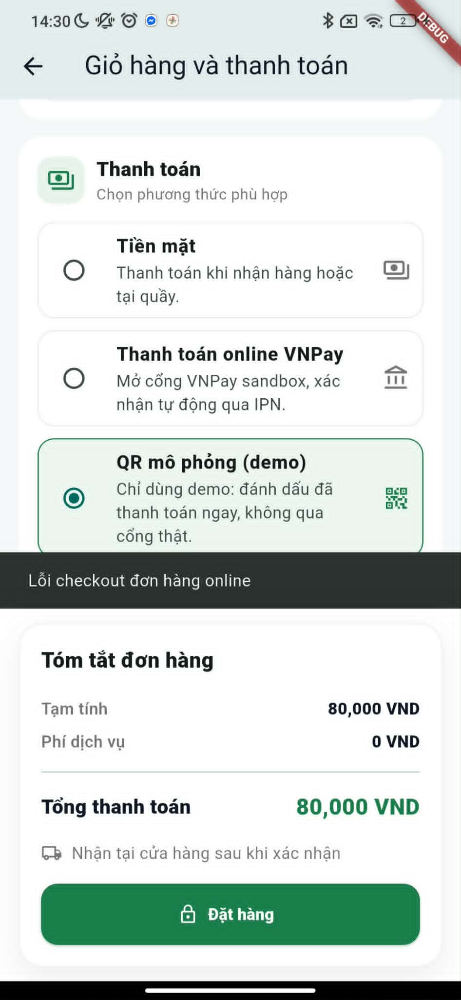 14:30
2
DEBUG
Giỏ hàng và thanh toán
Thanh toán
Chọn phương thức phù hợp
Tiền mặt
Thanh toán khi nhận hàng hoặc
tại quầy.
Thanh toán online VNPay
Mở cổng VNPay sandbox, xác
nhận tự động qua IPN.
QR mô phỏng (demo)
Chỉ dùng demo: đánh dấu đã
thanh toán ngay, không qua
cổng thật.
Lỗi checkout đơn hàng online
Tóm tắt đơn hàng
Tạm tính 80,000 VND
Phí dịch vụ 0 VND
Tổng thanh toán 80,000 VND
Nhận tại cửa hàng sau khi xác nhận
Đặt hàng